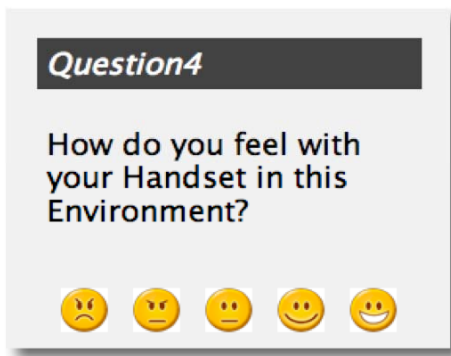 Question4
How do you feel with
your Handset in this
Environment?